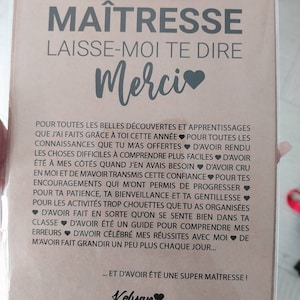 MAÎTRESSE
LAISSE-MOI TE DIRE
Merci♥
POUR TOUTES LES BELLES DÉCOUVERTES ET APPRENTISSAGES
QUE J'AI FAITS GRÂCE À TOI CETTE ANNÉE ♥ POUR TOUTES LES
CONNAISSANCES QUE TU M'AS OFFERTES ♥ D'AVOIR RENDU
LES CHOSES DIFFICILES À COMPRENDRE PLUS FACILES ♥ D'AVOIR
ÉTÉ À MES CÔTÉS QUAND J'EN AVAIS BESOIN ♥ D'AVOIR CRU
EN MOI ET DE M'AVOIR TRANSMIS CETTE CONFIANCE ♥ POUR TES
ENCOURAGEMENTS QUI M'ONT PERMIS DE PROGRESSER ♥
POUR TA PATIENCE, TA BIENVEILLANCE ET TA GENTILLESSE ♥
POUR LES ACTIVITÉS TROP CHOUETTES QUE TU AS ORGANISÉES
♥ D'AVOIR FAIT EN SORTE QU'ON SE SENTE BIEN DANS TA
CLASSE ♥ D'AVOIR ÉTÉ UN GUIDE POUR COMPRENDRE MES
ERREURS ♥ D'AVOIR CÉLÉBRÉ MES RÉUSSITES AVEC MOI ♥ DE
M'AVOIR FAIT GRANDIR UN PEU PLUS CHAQUE JOUR...
... ET D'AVOIR ÉTÉ UNE SUPER MAÎTRESSE !